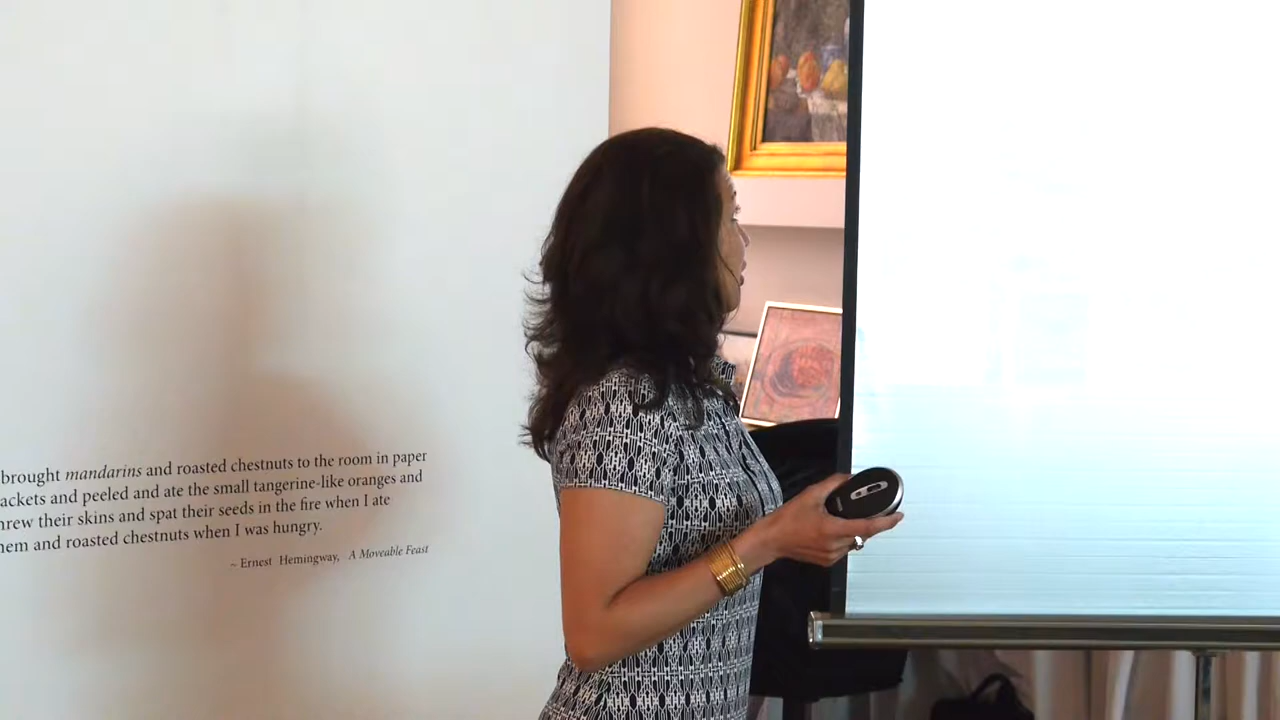 brought mandarins and roasted chestnuts to the room in paper
ackets and peeled and ate the small tangerine-like oranges and
hrew their skins and spat their seeds in the fire when I ate
hem and roasted chestnuts when I was hungry.
~ Ernest Hemingway, A Moveable Feast